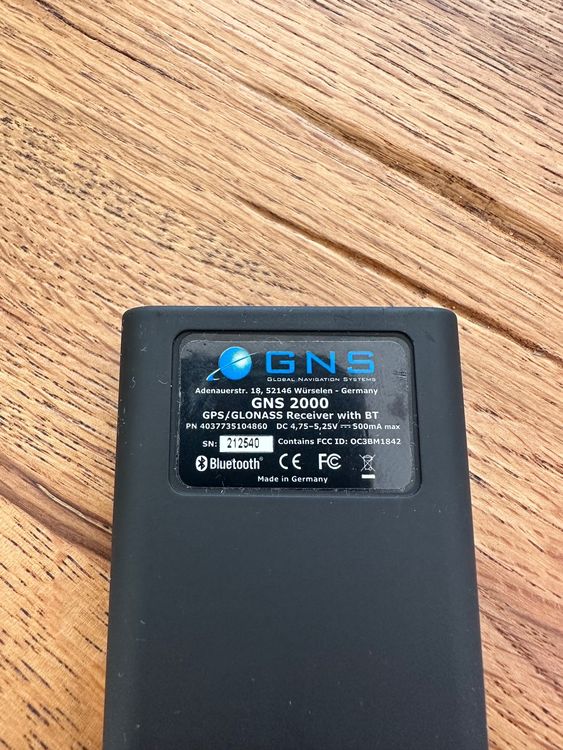 GNS
GLOBAL NAVIGATION SYSTEMS
Adenauerstr. 18, 52146 Würselen - Germany
GNS 2000
GPS/GLONASS Receiver with BT
PN 4037735104860 DC 4,75-5,25V ⎓ 500mA max
SN: 212540 Contains FCC ID: OC3BM1842
Bluetooth® CE FC
Made in Germany